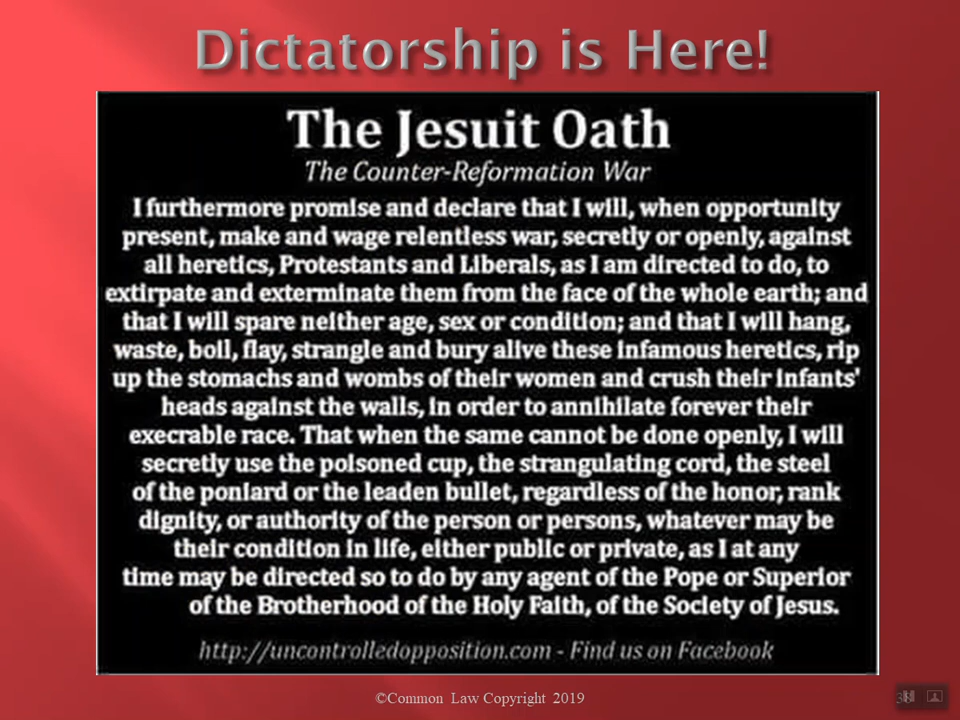 Dictatorship is Here!
The Jesuit Oath
The Counter-Reformation War
I furthermore promise and declare that I will, when opportunity
present, make and wage relentless war, secretly or openly, against
all heretics, Protestants and Liberals, as I am directed to do, to
extirpate and exterminate them from the face of the whole earth; and
that I will spare neither age, sex or condition; and that I will hang,
waste, boil, flay, strangle and bury alive these infamous heretics, rip
up the stomachs and wombs of their women and crush their infants'
heads against the walls, in order to annihilate forever their
execrable race. That when the same cannot be done openly, I will
secretly use the poisoned cup, the strangulating cord, the steel
of the poniard or the leaden bullet, regardless of the honor, rank
dignity, or authority of the person or persons, whatever may be
their condition in life, either public or private, as I at any
time may be directed so to do by any agent of the Pope or Superior
of the Brotherhood of the Holy Faith, of the Society of Jesus.
http://uncontrolledopposition.com - Find us on Facebook
©Common Law Copyright 2019